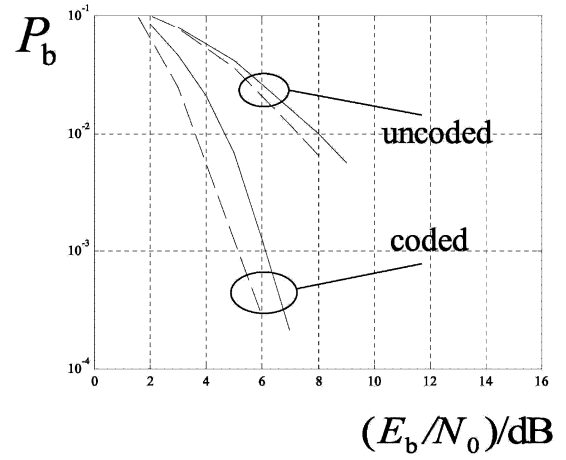 10⁻¹
P_b
10⁻²
uncoded
10⁻³
coded
10⁻⁴
0 2 4 6 8 10 12 14 16
(E_b/N_0)/dB